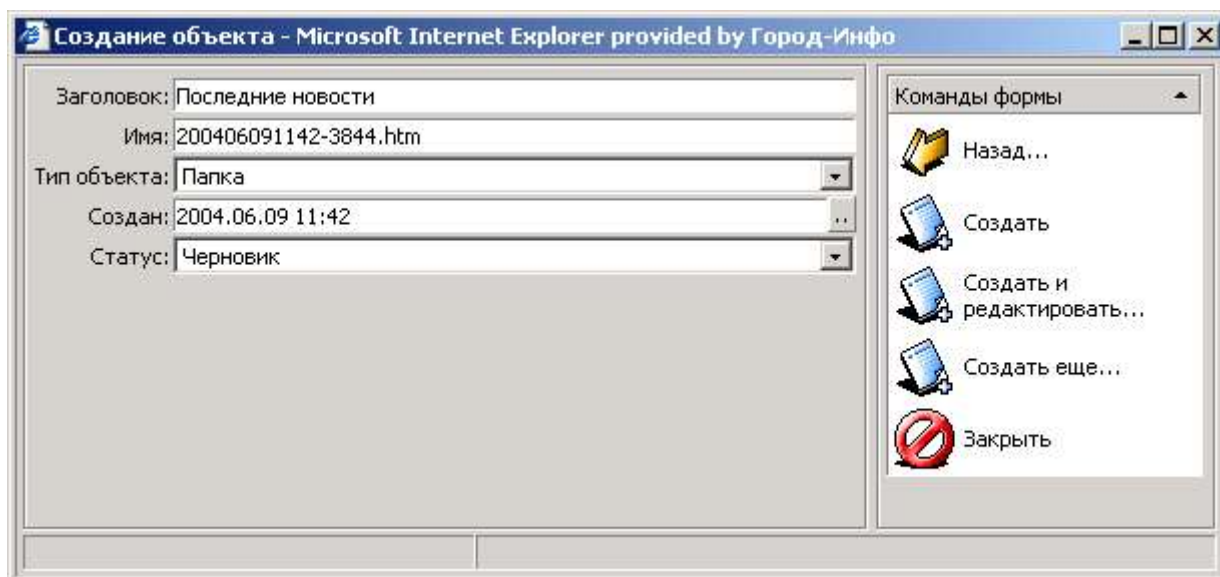 Создание объекта - Microsoft Internet Explorer provided by Город-Инфо
Заголовок: Последние новости
Имя: 200406091142-3844.htm
Тип объекта: Папка
Создан: 2004.06.09 11:42
..
Статус: Черновик
Команды формы
Назад...
Создать
Создать и
редактировать...
Создать еще...
Закрыть